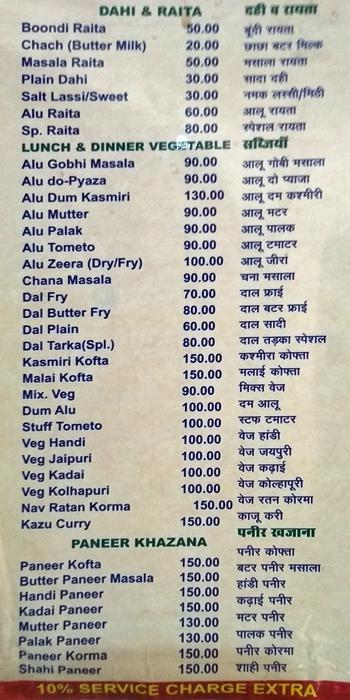 DAHI & RAITA दही व रायता
Boondi Raita 50.00 बूंदी रायता
Chach (Butter Milk) 20.00 छाछ बटर मिल्क
Masala Raita 50.00 मसाला रायता
Plain Dahi 30.00 सादा दही
Salt Lassi/Sweet 30.00 नमक लस्सी/मिठी
Alu Raita 60.00 आलू रायता
Sp. Raita 80.00 स्पेशल रायता
LUNCH & DINNER VEGETABLE सब्जियाँ
Alu Gobhi Masala 90.00 आलू गोबी मसाला
Alu do-Pyaza 90.00 आलू दो प्याजा
Alu Dum Kasmiri 130.00 आलू दम कश्मीरी
Alu Mutter 90.00 आलू मटर
Alu Palak 90.00 आलू पालक
Alu Tometo 90.00 आलू टमाटर
Alu Zeera (Dry/Fry) 100.00 आलू जीरा
Chana Masala 90.00 चना मसाला
Dal Fry 70.00 दाल फ्राई
Dal Butter Fry 80.00 दाल बटर फ्राई
Dal Plain 60.00 दाल सादी
Dal Tarka(Spl.) 80.00 दाल तड़का स्पेशल
Kasmiri Kofta 150.00 कश्मीरा कोफ्ता
Malai Kofta 150.00 मलाई कोफ्ता
Mix. Veg 90.00 मिक्स वेज
Dum Alu 100.00 दम आलू
Stuff Tometo 100.00 स्टफ टमाटर
Veg Handi 100.00 वेज हांडी
Veg Jaipuri 100.00 वेज जयपुरी
Veg Kadai 100.00 वेज कढ़ाई
Veg Kolhapuri 100.00 वेज कोल्हापूरी
Nav Ratan Korma 150.00 वेज रतन कोरमा
Kazu Curry 150.00 काजू करी
PANEER KHAZANA पनीर खजाना
Paneer Kofta 150.00 पनीर कोफ्ता
Butter Paneer Masala 150.00 बटर पनीर मसाला
Handi Paneer 150.00 हांडी पनीर
Kadai Paneer 150.00 कढ़ाई पनीर
Mutter Paneer 130.00 मटर पनीर
Palak Paneer 130.00 पालक पनीर
Paneer Korma 150.00 पनीर कोरमा
Shahi Paneer 150.00 शाही पनीर
10% SERVICE CHARGE EXTRA